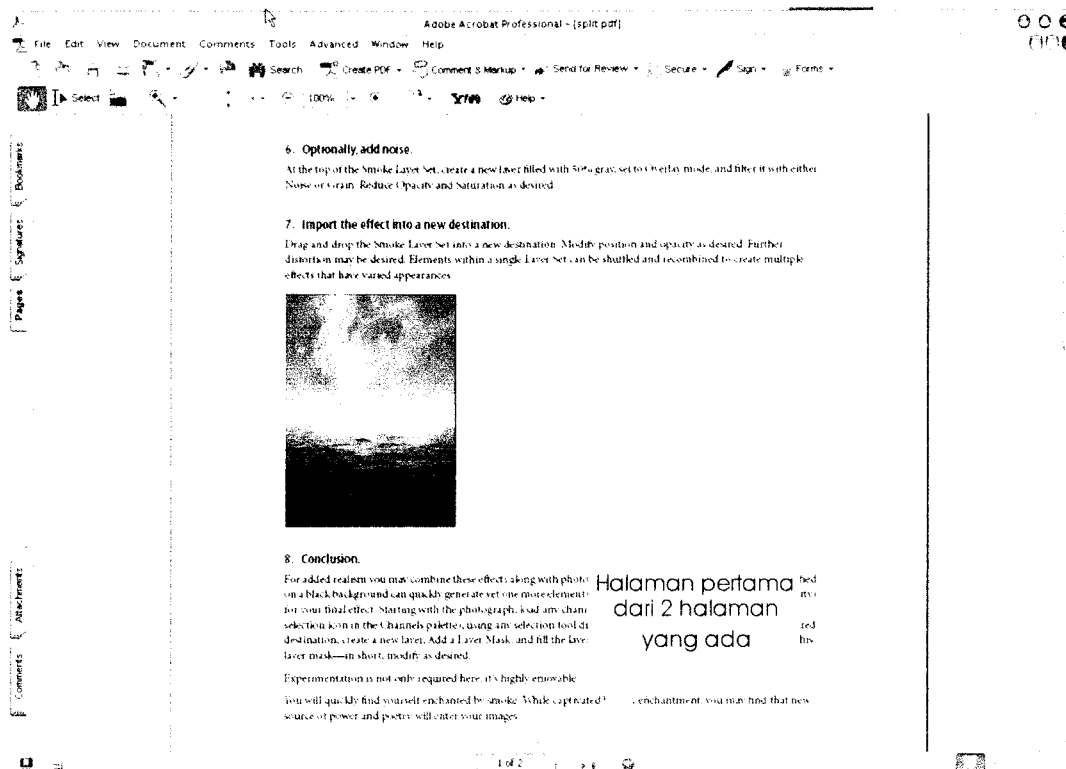 Adobe Acrobat Professional - [split.pdf]
File Edit View Document Comments Tools Advanced Window Help
Search Create PDF Comment & Markup Send for Review Secure Sign Forms
Select 100% Help
Bookmarks
Signatures
Pages
Attachments
Comments
6. Optionally, add noise.
At the top of the Smoke Layer Set, create a new layer filled with 50% gray, set to Overlay mode, and filter it with either
Noise or Grain. Reduce Opacity and Saturation as desired.
7. Import the effect into a new destination.
Drag and drop the Smoke Layer Set into a new destination. Modify position and opacity as desired. Further
distortion may be desired. Elements within a single Layer Set can be shuffled and recombined to create multiple
effects that have varied appearances.
8. Conclusion.
For added realism you may combine these effects along with photo
on a black background can quickly generate yet one more element
for your final effect. Starting with the photograph, load any chan
selection icon in the Channels palette, using any selection tool d
destination, create a new layer. Add a Layer Mask, and fill the laye
layer mask—in short, modify as desired.
Halaman pertama
dari 2 halaman
yang ada
Experimentation is not only required here, it's highly enjoyable.
You will quickly find yourself enchanted by smoke. While captivated enchantment, you may find that new
source of power and poetry will enter your images.
1 of 2